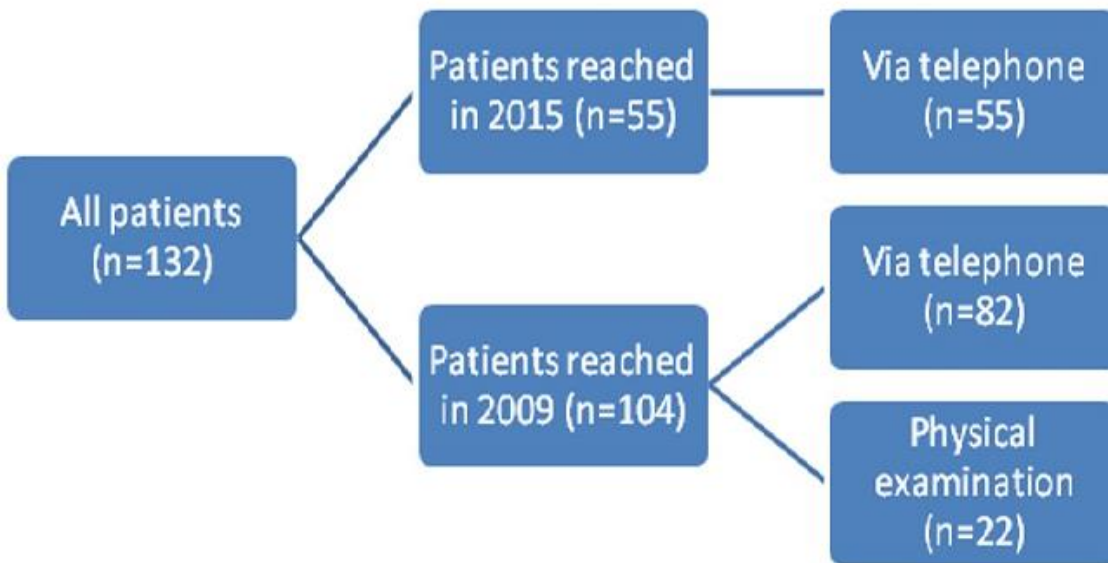 All patients
(n=132)
Patients reached
in 2015 (n=55)
Via telephone
(n=55)
Patients reached
in 2009 (n=104)
Via telephone
(n=82)
Physical
examination
(n=22)